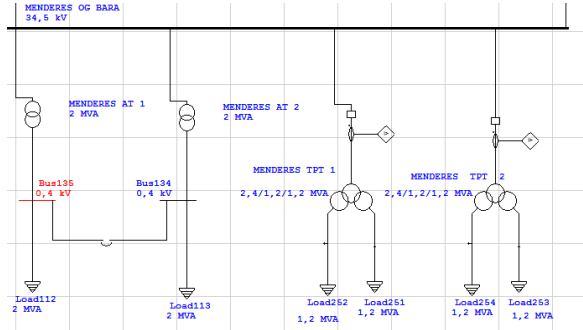 MENDERES OG BARA
34,5 kV
MENDERES AT 1
2 MVA
MENDERES AT 2
2 MVA
MENDERES TPT 1
2,4/1,2/1,2 MVA
MENDERES TPT 2
2,4/1,2/1,2 MVA
Bus135
0,4 kV
Bus134
0,4 kV
Load112
2 MVA
Load113
2 MVA
Load252
1,2 MVA
Load251
1,2 MVA
Load254
1,2 MVA
Load253
1,2 MVA